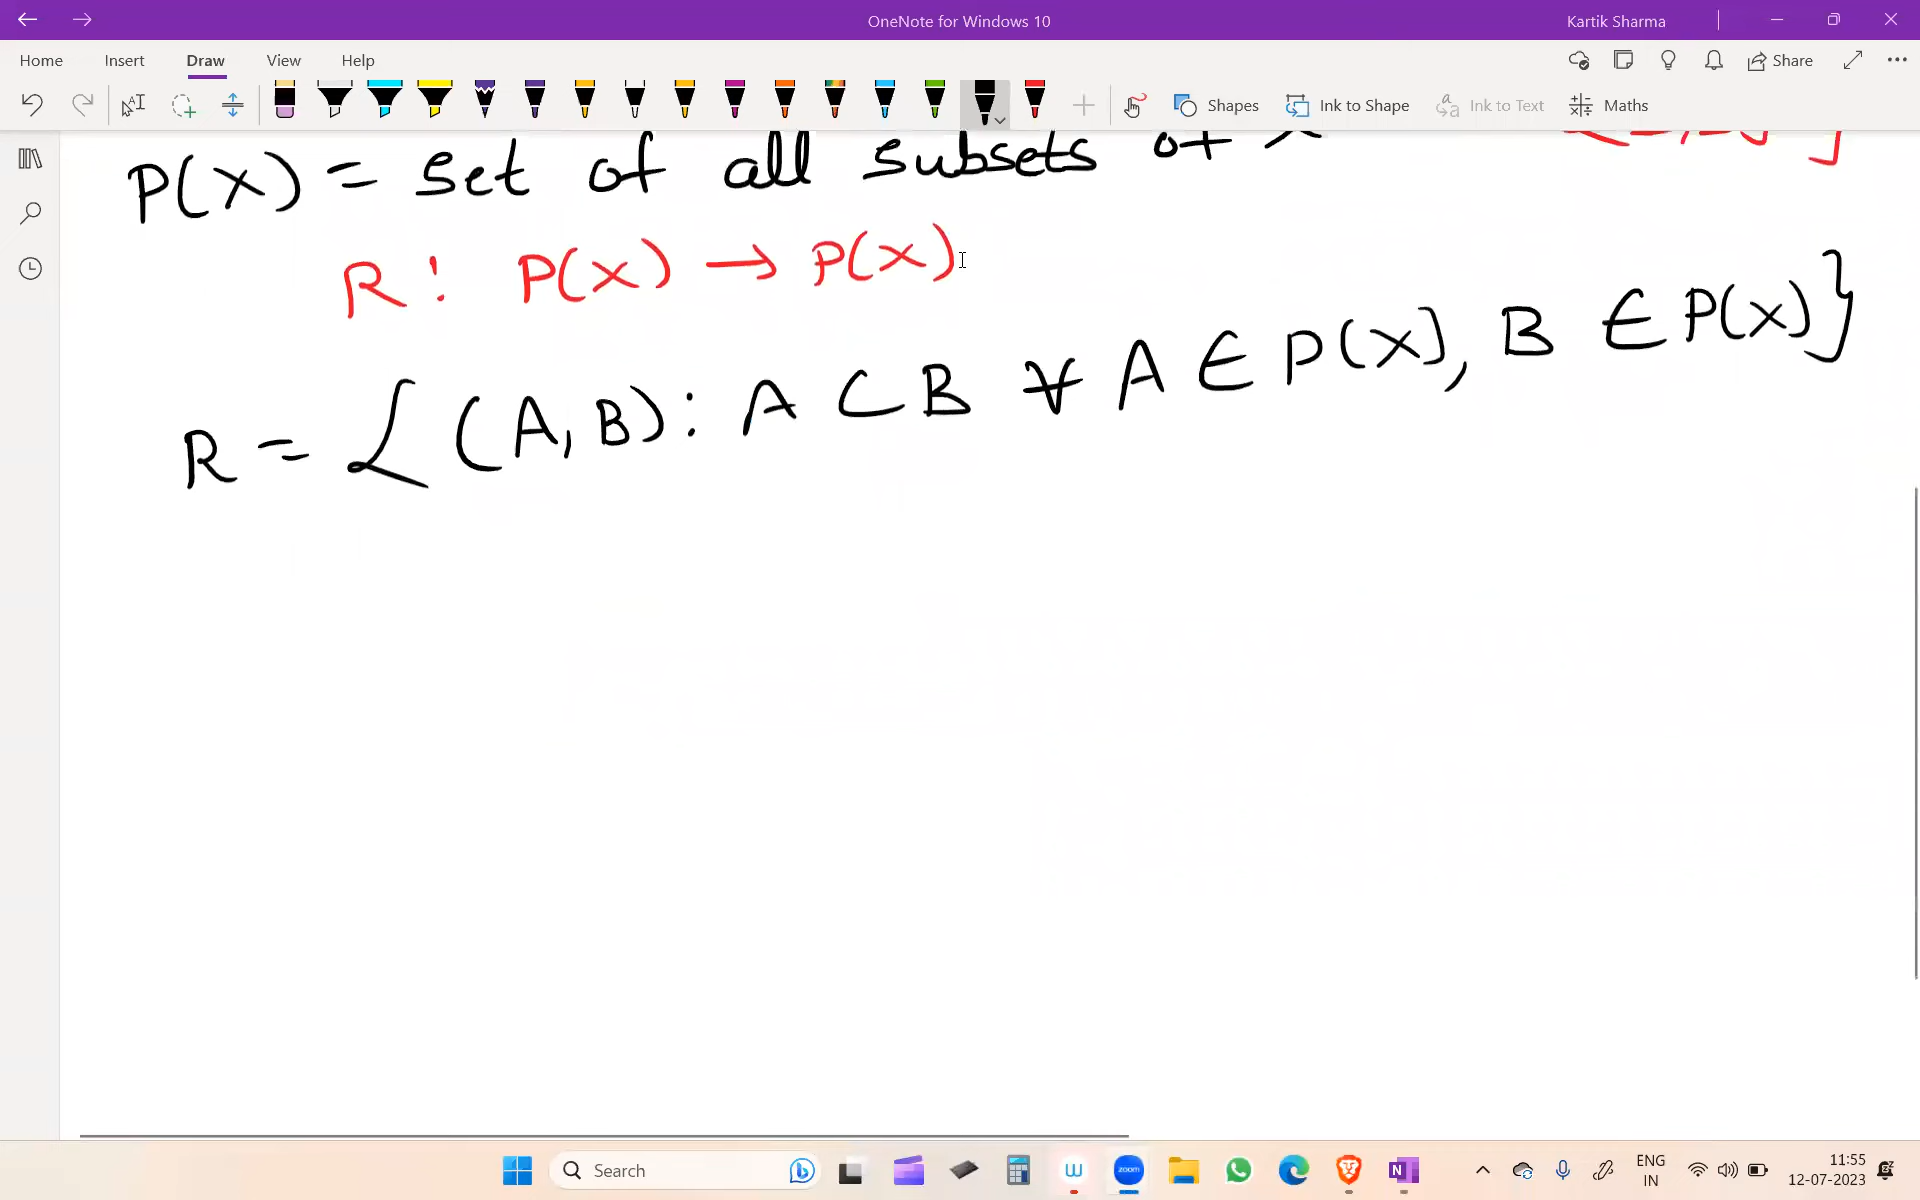 OneNote for Windows 10
Kartik Sharma
Home Insert Draw View Help
Share
Shapes Ink to Shape Ink to Text Maths
P(X) = set of all subsets of X
R : P(X) → P(X)
R = { (A, B) : A ⊂ B ∀ A ∈ P(X), B ∈ P(X) }
Search
zoom
ENG
IN
11:55
12-07-2023